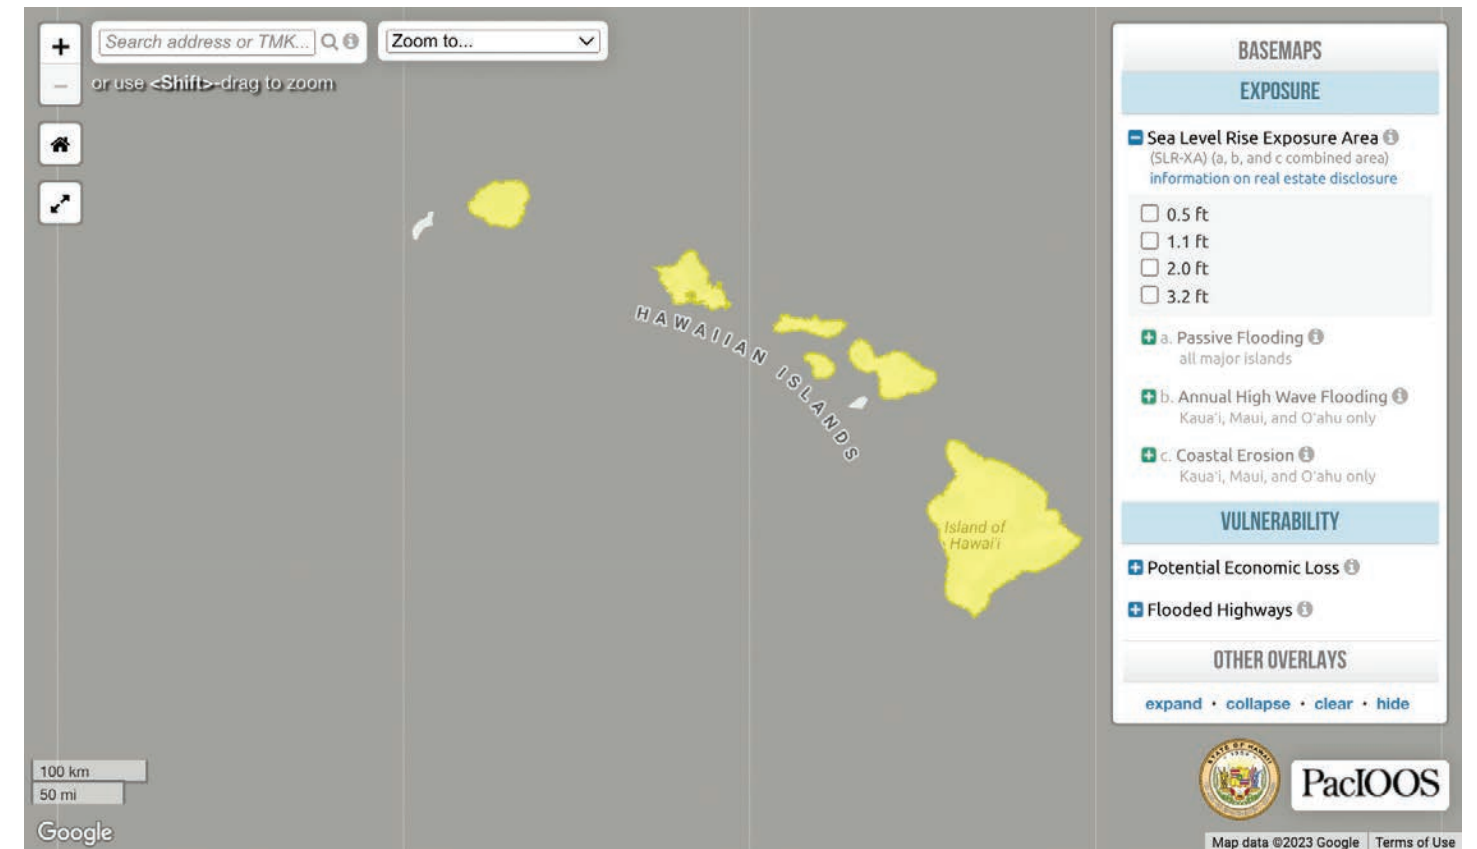 +
Search address or TMK...
Zoom to...
–
or use <Shift>-drag to zoom
HAWAIIAN ISLANDS
Island of
Hawai'i
100 km
50 mi
Google
BASEMAPS
EXPOSURE
Sea Level Rise Exposure Area
(SLR-XA) (a, b, and c combined area)
information on real estate disclosure
0.5 ft
1.1 ft
2.0 ft
3.2 ft
a. Passive Flooding
all major islands
b. Annual High Wave Flooding
Kaua'i, Maui, and O'ahu only
c. Coastal Erosion
Kaua'i, Maui, and O'ahu only
VULNERABILITY
Potential Economic Loss
Flooded Highways
OTHER OVERLAYS
expand • collapse • clear • hide
STATE OF HAWAII
PacIOOS
Map data ©2023 Google
Terms of Use